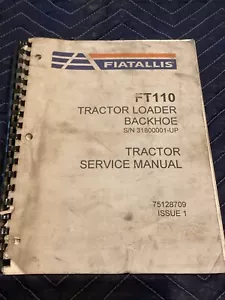 FIATALLIS
FT110
TRACTOR LOADER
BACKHOE
S/N 31600001-UP
TRACTOR
SERVICE MANUAL
75128709
ISSUE 1